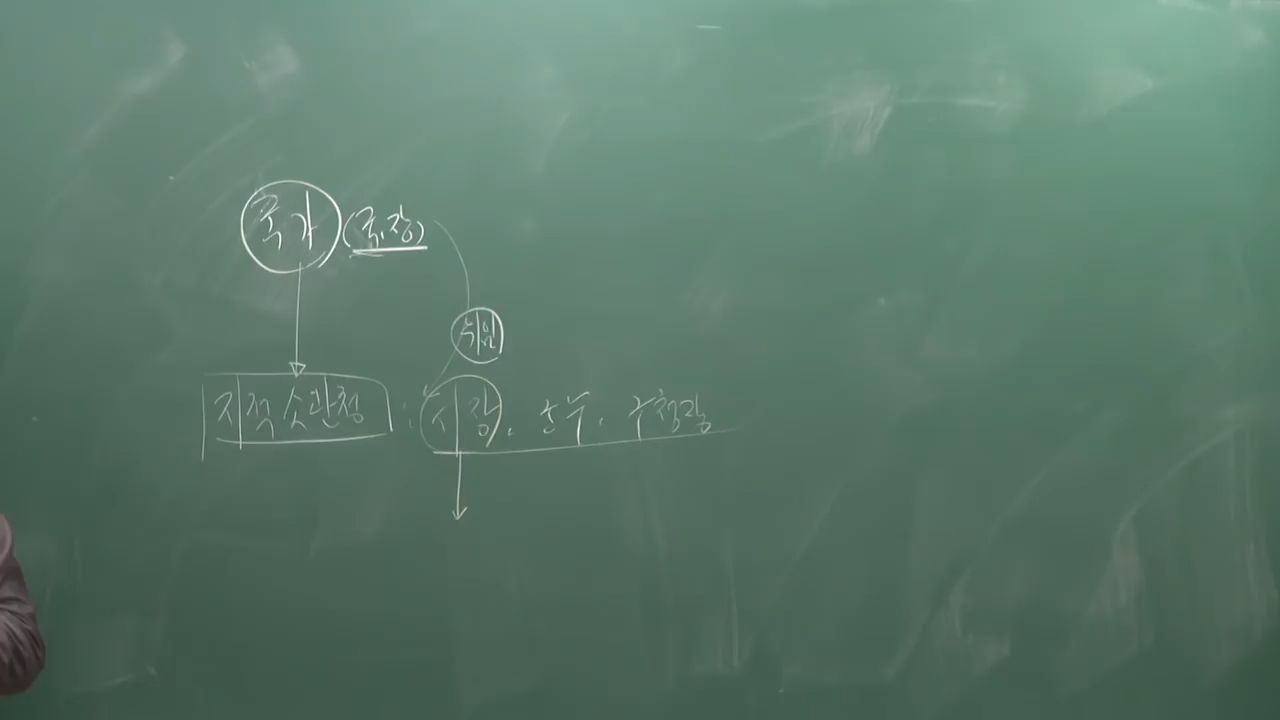 국가 (국.장)
위임
지적소관청 : 시장. 군수. 구청장